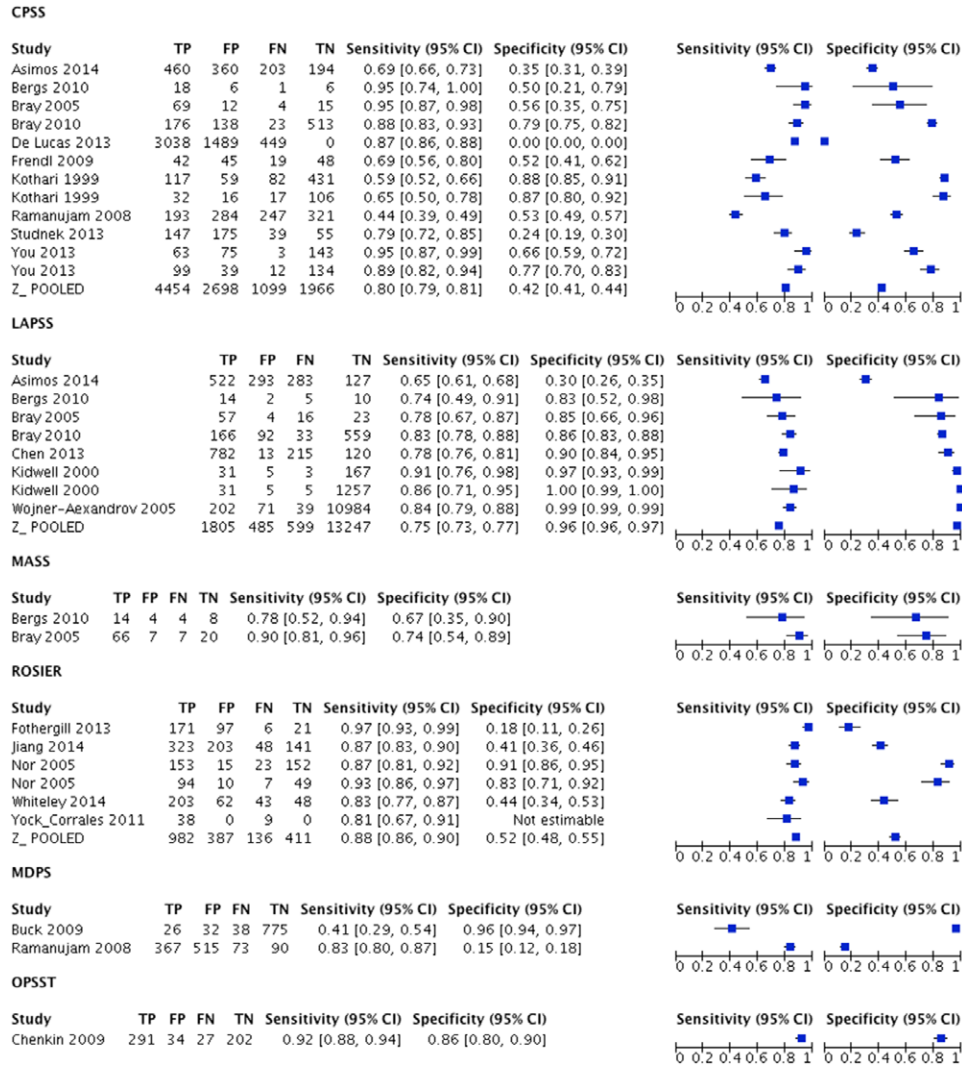 CPSS
Study TP FP FN TN Sensitivity (95% CI) Specificity (95% CI) Sensitivity (95% CI) Specificity (95% CI)
Asimos 2014 460 360 203 194 0.69 [0.66, 0.73] 0.35 [0.31, 0.39]
Bergs 2010 18 6 1 6 0.95 [0.74, 1.00] 0.50 [0.21, 0.79]
Bray 2005 69 12 4 15 0.95 [0.87, 0.98] 0.56 [0.35, 0.75]
Bray 2010 176 138 23 513 0.88 [0.83, 0.93] 0.79 [0.75, 0.82]
De Lucas 2013 3038 1489 449 0 0.87 [0.86, 0.88] 0.00 [0.00, 0.00]
Frendl 2009 42 45 19 48 0.69 [0.56, 0.80] 0.52 [0.41, 0.62]
Kothari 1999 117 59 82 431 0.59 [0.52, 0.66] 0.88 [0.85, 0.91]
Kothari 1999 32 16 17 106 0.65 [0.50, 0.78] 0.87 [0.80, 0.92]
Ramanujam 2008 193 284 247 321 0.44 [0.39, 0.49] 0.53 [0.49, 0.57]
Studnek 2013 147 175 39 55 0.79 [0.72, 0.85] 0.24 [0.19, 0.30]
You 2013 63 75 3 143 0.95 [0.87, 0.99] 0.66 [0.59, 0.72]
You 2013 99 39 12 134 0.89 [0.82, 0.94] 0.77 [0.70, 0.83]
Z_ POOLED 4454 2698 1099 1966 0.80 [0.79, 0.81] 0.42 [0.41, 0.44]
0 0.2 0.4 0.6 0.8 1 0 0.2 0.4 0.6 0.8 1
LAPSS
Study TP FP FN TN Sensitivity (95% CI) Specificity (95% CI) Sensitivity (95% CI) Specificity (95% CI)
Asimos 2014 522 293 283 127 0.65 [0.61, 0.68] 0.30 [0.26, 0.35]
Bergs 2010 14 2 5 10 0.74 [0.49, 0.91] 0.83 [0.52, 0.98]
Bray 2005 57 4 16 23 0.78 [0.67, 0.87] 0.85 [0.66, 0.96]
Bray 2010 166 92 33 559 0.83 [0.78, 0.88] 0.86 [0.83, 0.88]
Chen 2013 782 13 215 120 0.78 [0.76, 0.81] 0.90 [0.84, 0.95]
Kidwell 2000 31 5 3 167 0.91 [0.76, 0.98] 0.97 [0.93, 0.99]
Kidwell 2000 31 5 5 1257 0.86 [0.71, 0.95] 1.00 [0.99, 1.00]
Wojner-Aexandrov 2005 202 71 39 10984 0.84 [0.79, 0.88] 0.99 [0.99, 0.99]
Z_ POOLED 1805 485 599 13247 0.75 [0.73, 0.77] 0.96 [0.96, 0.97]
0 0.2 0.4 0.6 0.8 1 0 0.2 0.4 0.6 0.8 1
MASS
Study TP FP FN TN Sensitivity (95% CI) Specificity (95% CI) Sensitivity (95% CI) Specificity (95% CI)
Bergs 2010 14 4 4 8 0.78 [0.52, 0.94] 0.67 [0.35, 0.90]
Bray 2005 66 7 7 20 0.90 [0.81, 0.96] 0.74 [0.54, 0.89]
0 0.2 0.4 0.6 0.8 1 0 0.2 0.4 0.6 0.8 1
ROSIER
Study TP FP FN TN Sensitivity (95% CI) Specificity (95% CI) Sensitivity (95% CI) Specificity (95% CI)
Fothergill 2013 171 97 6 21 0.97 [0.93, 0.99] 0.18 [0.11, 0.26]
Jiang 2014 323 203 48 141 0.87 [0.83, 0.90] 0.41 [0.36, 0.46]
Nor 2005 153 15 23 152 0.87 [0.81, 0.92] 0.91 [0.86, 0.95]
Nor 2005 94 10 7 49 0.93 [0.86, 0.97] 0.83 [0.71, 0.92]
Whiteley 2014 203 62 43 48 0.83 [0.77, 0.87] 0.44 [0.34, 0.53]
Yock_Corrales 2011 38 0 9 0 0.81 [0.67, 0.91] Not estimable
Z_ POOLED 982 387 136 411 0.88 [0.86, 0.90] 0.52 [0.48, 0.55]
0 0.2 0.4 0.6 0.8 1 0 0.2 0.4 0.6 0.8 1
MDPS
Study TP FP FN TN Sensitivity (95% CI) Specificity (95% CI) Sensitivity (95% CI) Specificity (95% CI)
Buck 2009 26 32 38 775 0.41 [0.29, 0.54] 0.96 [0.94, 0.97]
Ramanujam 2008 367 515 73 90 0.83 [0.80, 0.87] 0.15 [0.12, 0.18]
0 0.2 0.4 0.6 0.8 1 0 0.2 0.4 0.6 0.8 1
OPSST
Study TP FP FN TN Sensitivity (95% CI) Specificity (95% CI) Sensitivity (95% CI) Specificity (95% CI)
Chenkin 2009 291 34 27 202 0.92 [0.88, 0.94] 0.86 [0.80, 0.90]
0 0.2 0.4 0.6 0.8 1 0 0.2 0.4 0.6 0.8 1